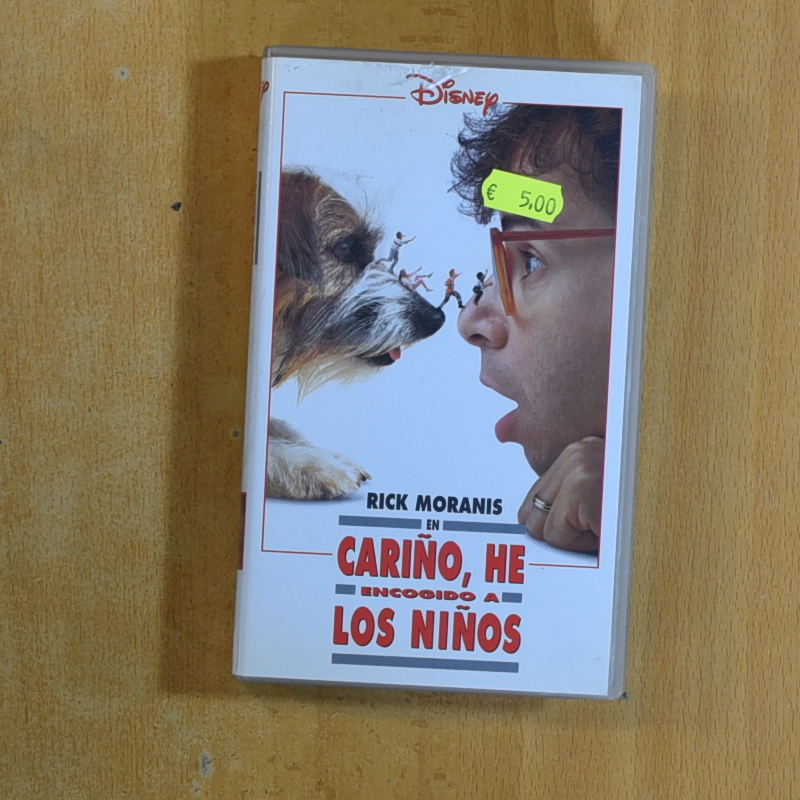 Disney
€ 5,00
RICK MORANIS
EN
CARIÑO, HE
ENCOGIDO A
LOS NIÑOS